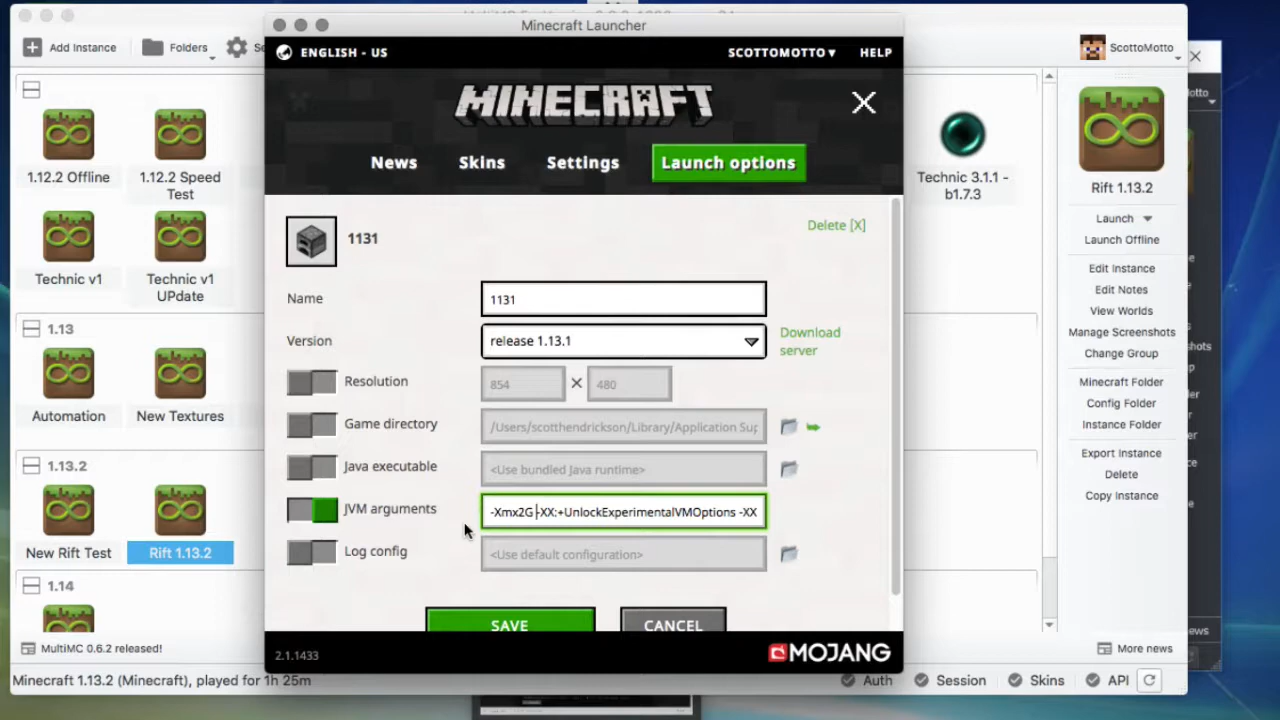 Minecraft Launcher
Add Instance
Folders
ENGLISH - US
SCOTTOMOTTO▾
HELP
ScottoMotto
MINECRAFT
News
Skins
Settings
Launch options
1131
Delete [X]
Name
1131
Version
release 1.13.1
Download
server
Resolution
854
×
480
Game directory
/Users/scotthendrickson/Library/Application Sup
Java executable
<Use bundled Java runtime>
JVM arguments
-Xmx2G -XX:+UnlockExperimentalVMOptions -XX
Log config
<Use default configuration>
SAVE
CANCEL
2.1.1433
MOJANG
1.12.2 Offline
1.12.2 Speed
Test
Technic v1
Technic v1
UPdate
1.13
Automation
New Textures
1.13.2
New Rift Test
Rift 1.13.2
1.14
MultiMC 0.6.2 released!
Minecraft 1.13.2 (Minecraft), played for 1h 25m
Technic 3.1.1 -
b1.7.3
Rift 1.13.2
Launch
Launch Offline
Edit Instance
Edit Notes
View Worlds
Manage Screenshots
Change Group
Minecraft Folder
Config Folder
Instance Folder
Export Instance
Delete
Copy Instance
More news
Auth
Session
Skins
API